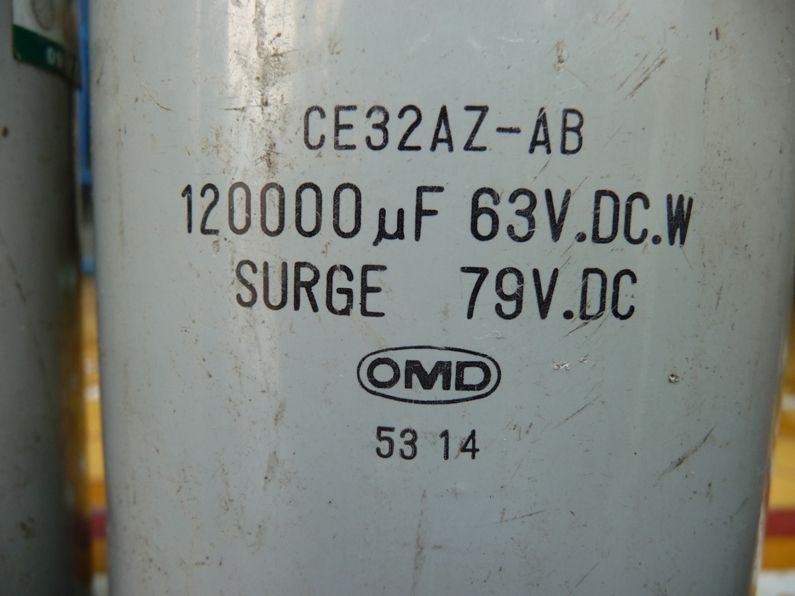 CE32AZ-AB
120000μF 63V.DC.W
SURGE 79V.DC
OMD
53 14